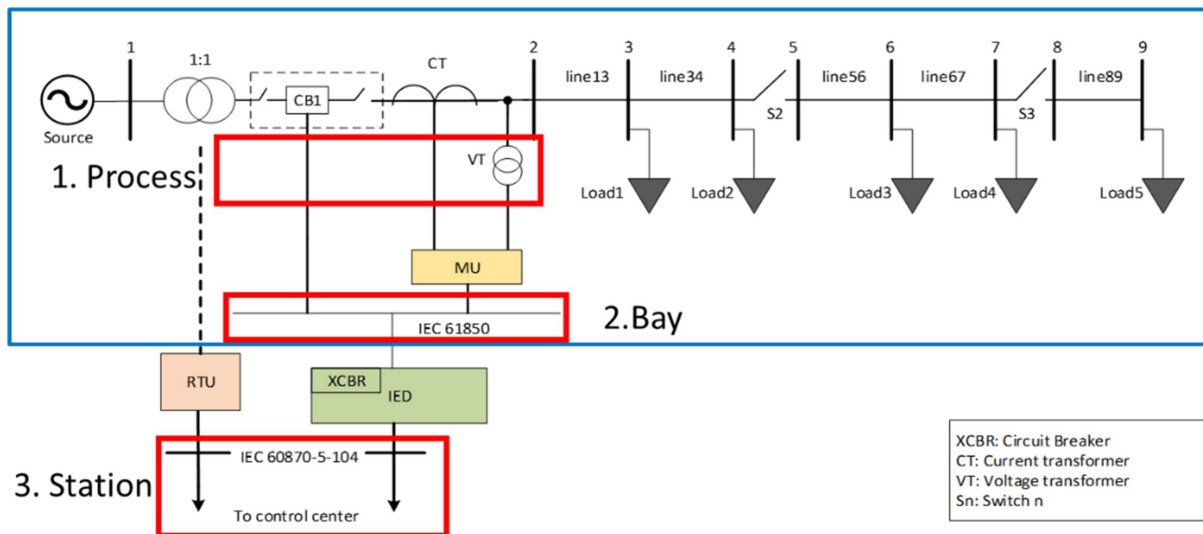 1
1:1
CT
2
3
4
5
6
7
8
9
line13
line34
line56
line67
line89
CB1
S2
S3
Source
VT
1. Process
Load1
Load2
Load3
Load4
Load5
MU
2.Bay
IEC 61850
RTU
XCBR
IED
IEC 60870-5-104
3. Station
To control center
XCBR: Circuit Breaker
CT: Current transformer
VT: Voltage transformer
Sn: Switch n